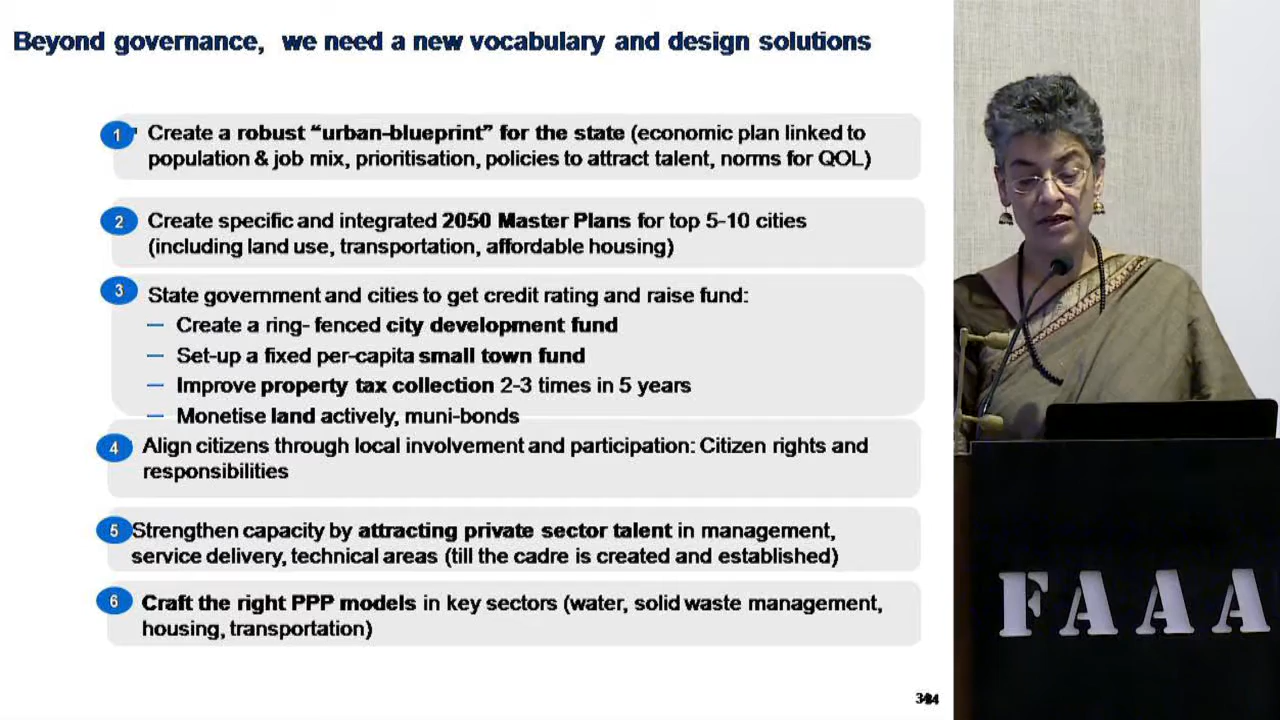 Beyond governance, we need a new vocabulary and design solutions
1 Create a robust “urban-blueprint” for the state (economic plan linked to
population & job mix, prioritisation, policies to attract talent, norms for QOL)
2 Create specific and integrated 2050 Master Plans for top 5-10 cities
(including land use, transportation, affordable housing)
3 State government and cities to get credit rating and raise fund:
— Create a ring- fenced city development fund
— Set-up a fixed per-capita small town fund
— Improve property tax collection 2-3 times in 5 years
— Monetise land actively, muni-bonds
4 Align citizens through local involvement and participation: Citizen rights and
responsibilities
5 Strengthen capacity by attracting private sector talent in management,
service delivery, technical areas (till the cadre is created and established)
6 Craft the right PPP models in key sectors (water, solid waste management,
housing, transportation)
FAAA